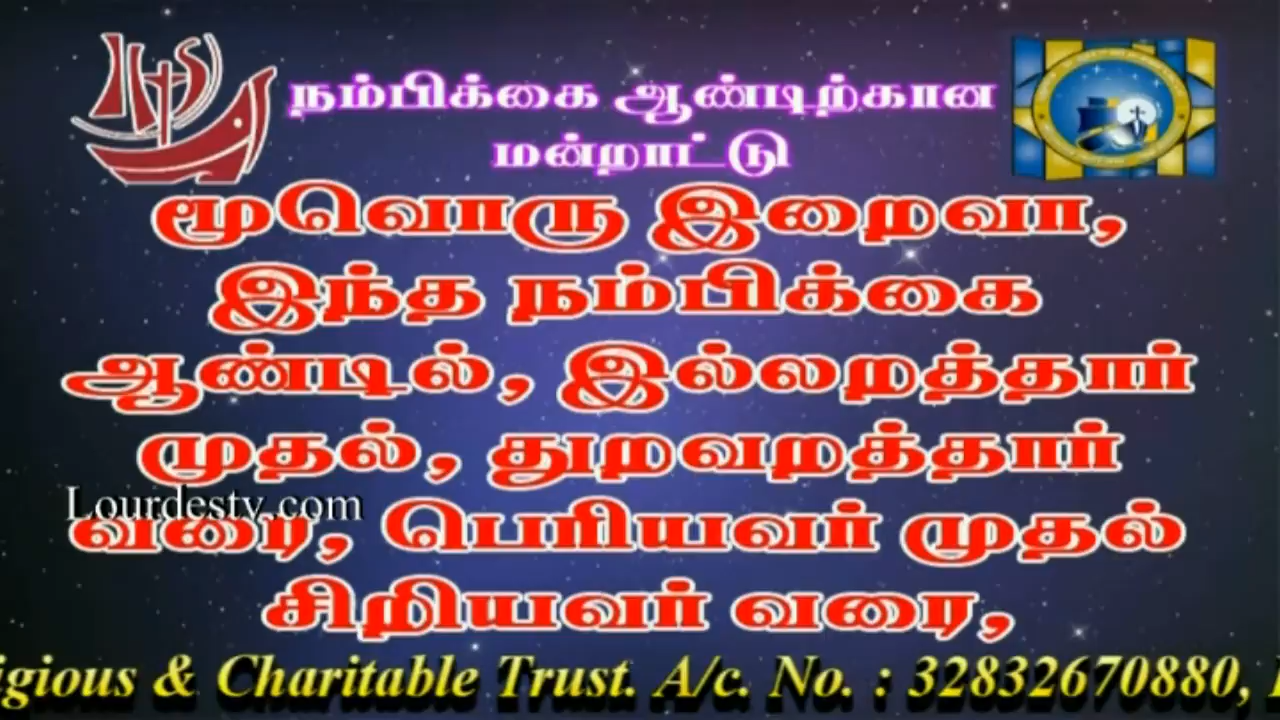 நம்பிக்கை ஆண்டிற்கான
மன்றாட்டு
மூவொரு இறைவா,
இந்த நம்பிக்கை
ஆண்டில், இல்லறத்தார்
முதல், துறவறத்தார்
Lourdestv.com
வரை, பெரியவர் முதல்
சிறியவர் வரை,
igious & Charitable Trust. A/c. No. : 32832670880,